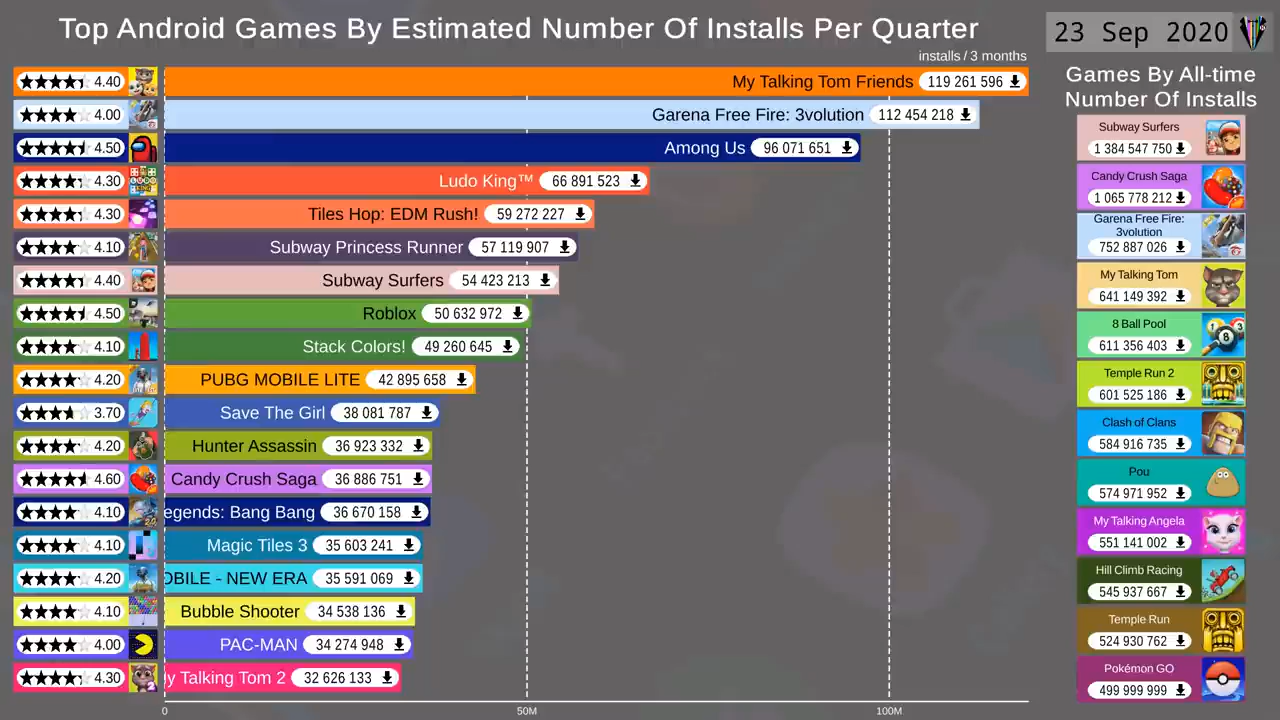 Top Android Games By Estimated Number Of Installs Per Quarter
23 Sep 2020
installs / 3 months
4.40 My Talking Tom Friends 119 261 596
4.00 Garena Free Fire: 3volution 112 454 218
4.50 Among Us 96 071 651
4.30 Ludo King™ 66 891 523
4.30 Tiles Hop: EDM Rush! 59 272 227
4.10 Subway Princess Runner 57 119 907
4.40 Subway Surfers 54 423 213
4.50 Roblox 50 632 972
4.10 Stack Colors! 49 260 645
4.20 PUBG MOBILE LITE 42 895 658
3.70 Save The Girl 38 081 787
4.20 Hunter Assassin 36 923 332
4.60 Candy Crush Saga 36 886 751
4.10 egends: Bang Bang 36 670 158
4.10 Magic Tiles 3 35 603 241
4.20 OBILE - NEW ERA 35 591 069
4.10 Bubble Shooter 34 538 136
4.00 PAC-MAN 34 274 948
4.30 y Talking Tom 2 32 626 133
0 50M 100M
Games By All-time
Number Of Installs
Subway Surfers
1 384 547 750
Candy Crush Saga
1 065 778 212
Garena Free Fire:
3volution
752 887 026
My Talking Tom
641 149 392
8 Ball Pool
611 356 403
Temple Run 2
601 525 186
Clash of Clans
584 916 735
Pou
574 971 952
My Talking Angela
551 141 002
Hill Climb Racing
545 937 667
Temple Run
524 930 762
Pokémon GO
499 999 999